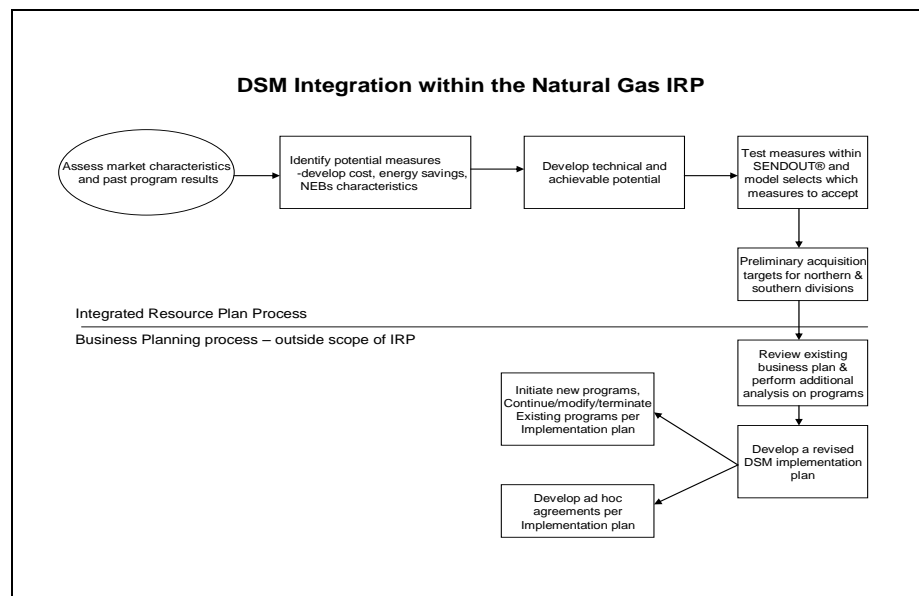 DSM Integration within the Natural Gas IRP
Assess market characteristics
and past program results
Identify potential measures
-develop cost, energy savings,
NEBs characteristics
Develop technical and
achievable potential
Test measures within
SENDOUT® and
model selects which
measures to accept
Preliminary acquisition
targets for northern &
southern divisions
Integrated Resource Plan Process
Business Planning process – outside scope of IRP
Review existing
business plan &
perform additional
analysis on programs
Initiate new programs,
Continue/modify/terminate
Existing programs per
Implementation plan
Develop a revised
DSM implementation
plan
Develop ad hoc
agreements per
Implementation plan